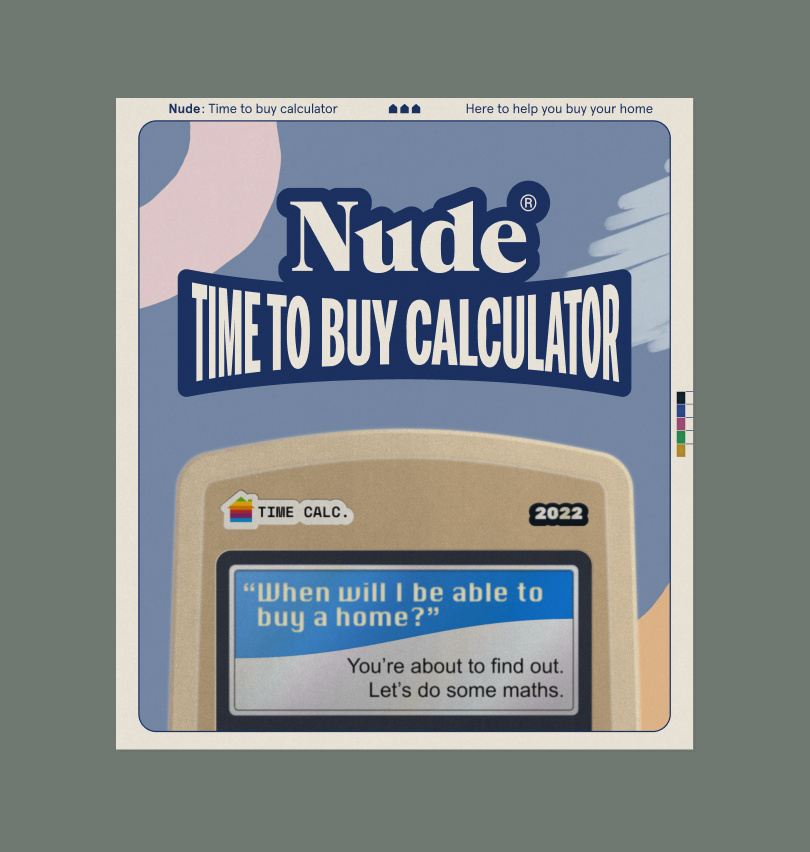 Nude: Time to buy calculator
Here to help you buy your home
Nude®
TIME TO BUY CALCULATOR
TIME CALC.
2022
“When will I be able to
buy a home?”
You’re about to find out.
Let’s do some maths.